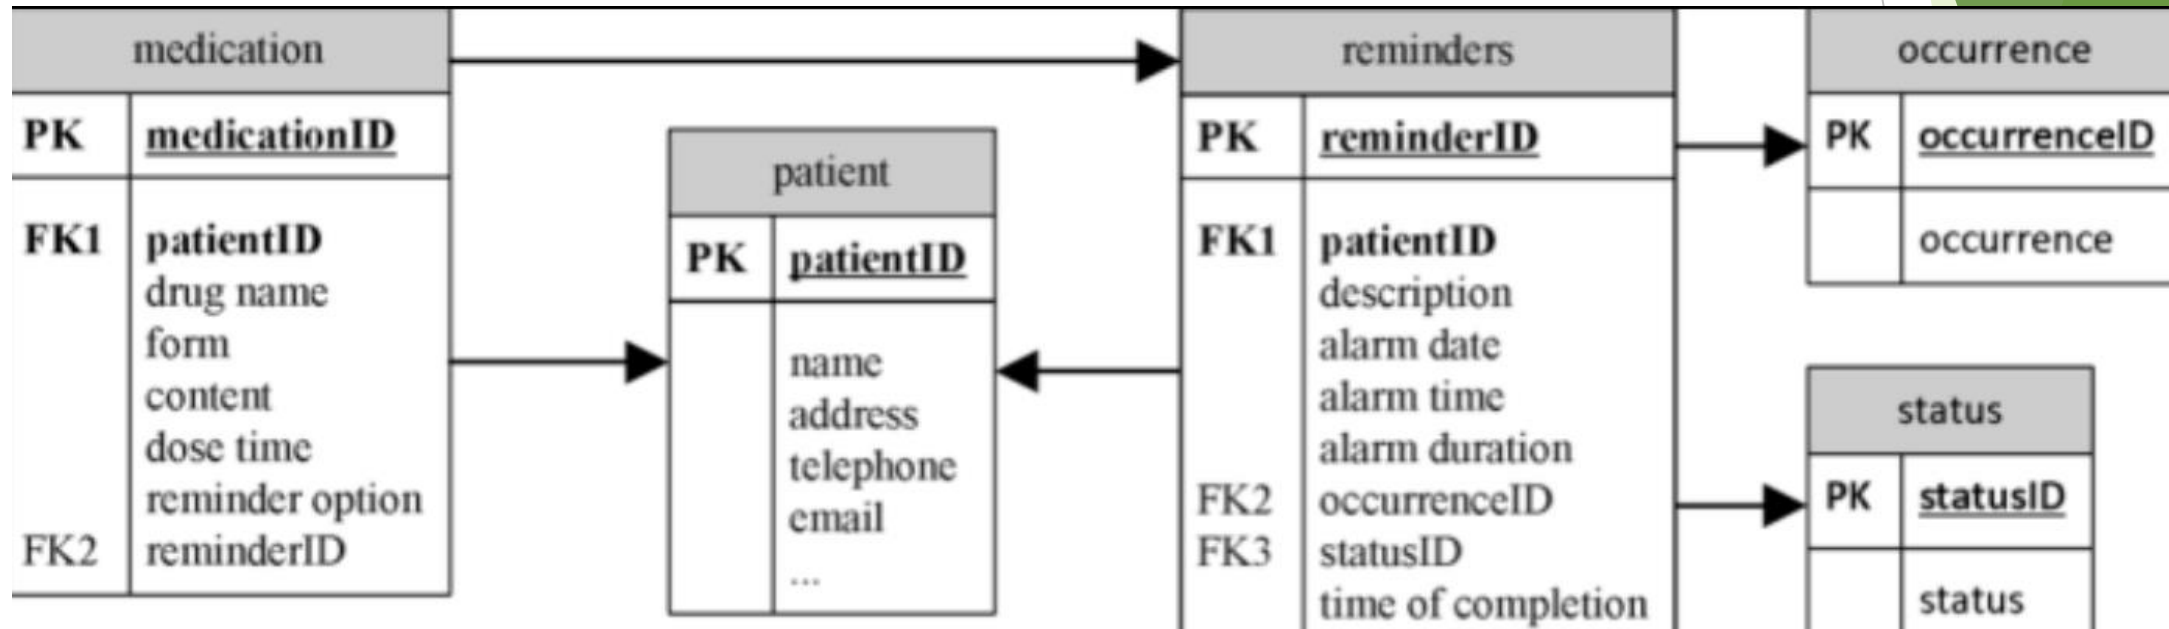 medication
PK medicationID
FK1 patientID
drug name
form
content
dose time
reminder option
FK2 reminderID
patient
PK patientID
name
address
telephone
email
...
reminders
PK reminderID
FK1 patientID
description
alarm date
alarm time
alarm duration
FK2 occurrenceID
FK3 statusID
time of completion
occurrence
PK occurrenceID
occurrence
status
PK statusID
status